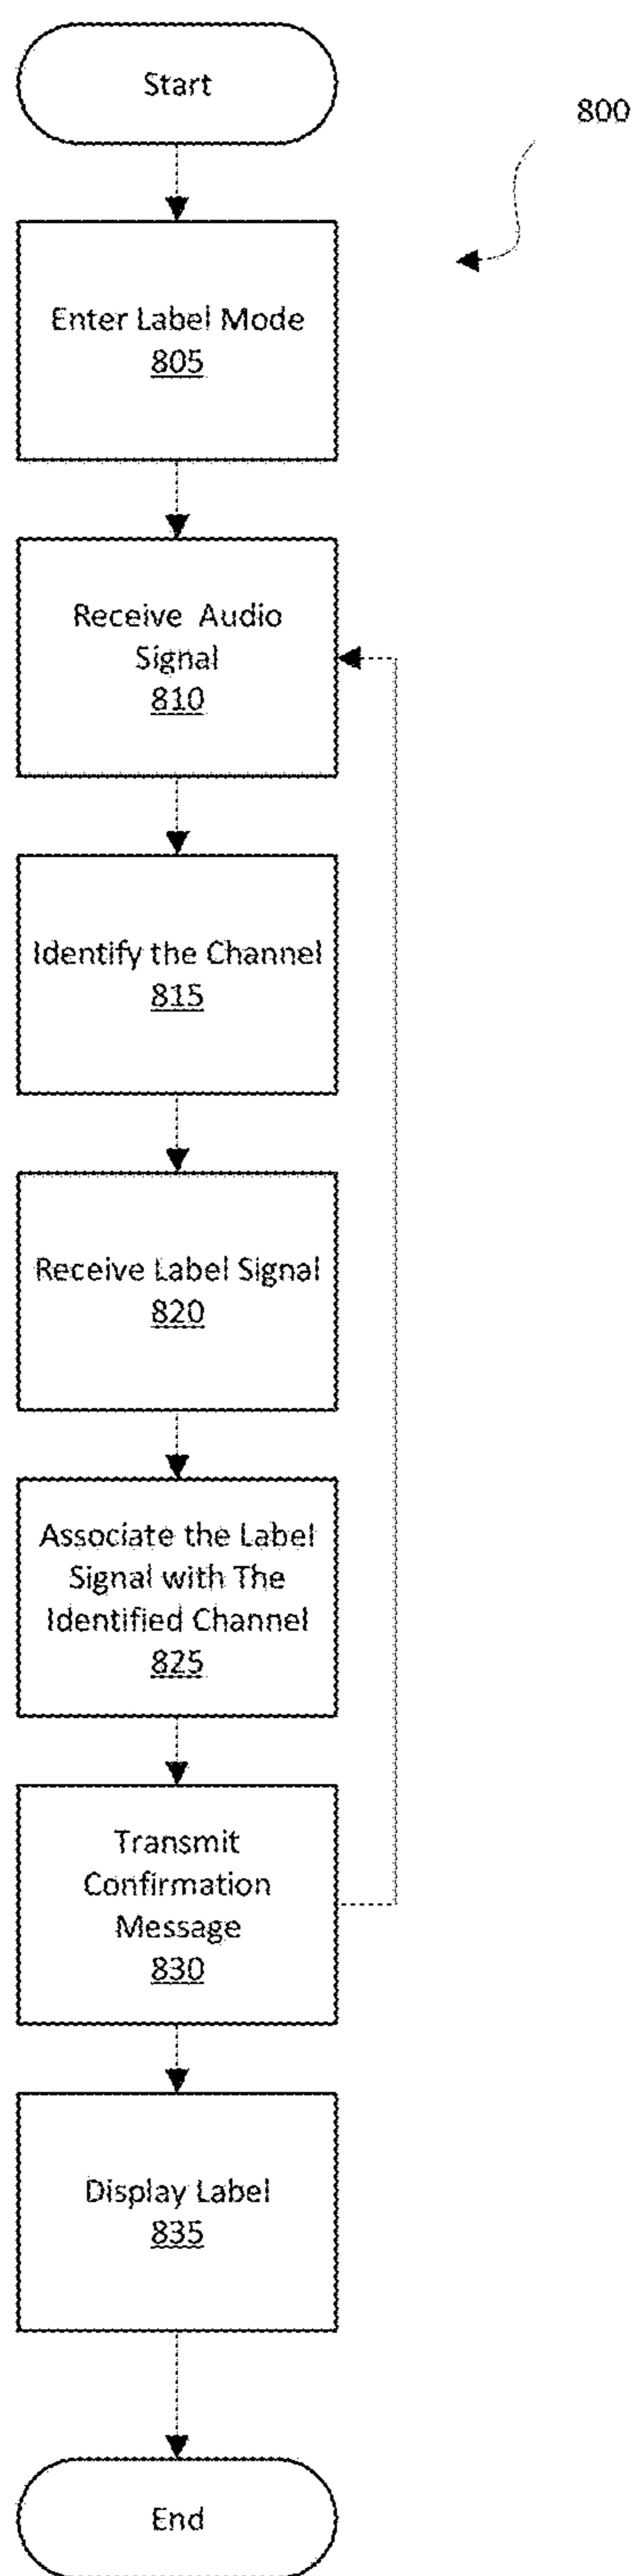 Start
800
Enter Label Mode
805
Receive Audio
Signal
810
Identify the Channel
815
Receive Label Signal
820
Associate the Label
Signal with The
Identified Channel
825
Transmit
Confirmation
Message
830
Display Label
835
End